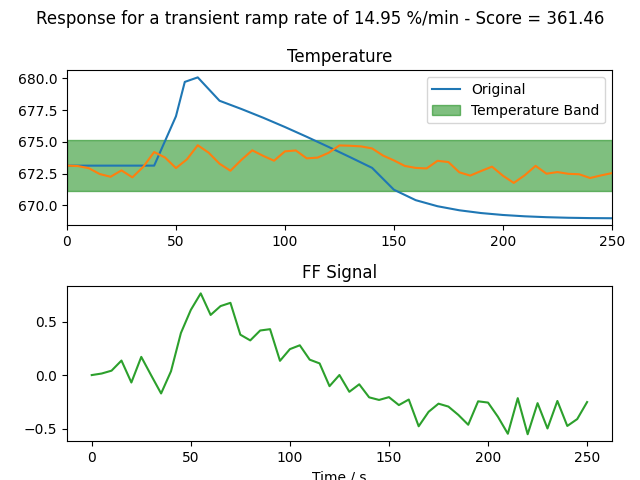 Response for a transient ramp rate of 14.95 %/min - Score = 361.46
Temperature
680.0
677.5
675.0
672.5
670.0
Original
Temperature Band
0 50 100 150 200 250
FF Signal
0.5
0.0
−0.5
0 50 100 150 200 250
Time / s